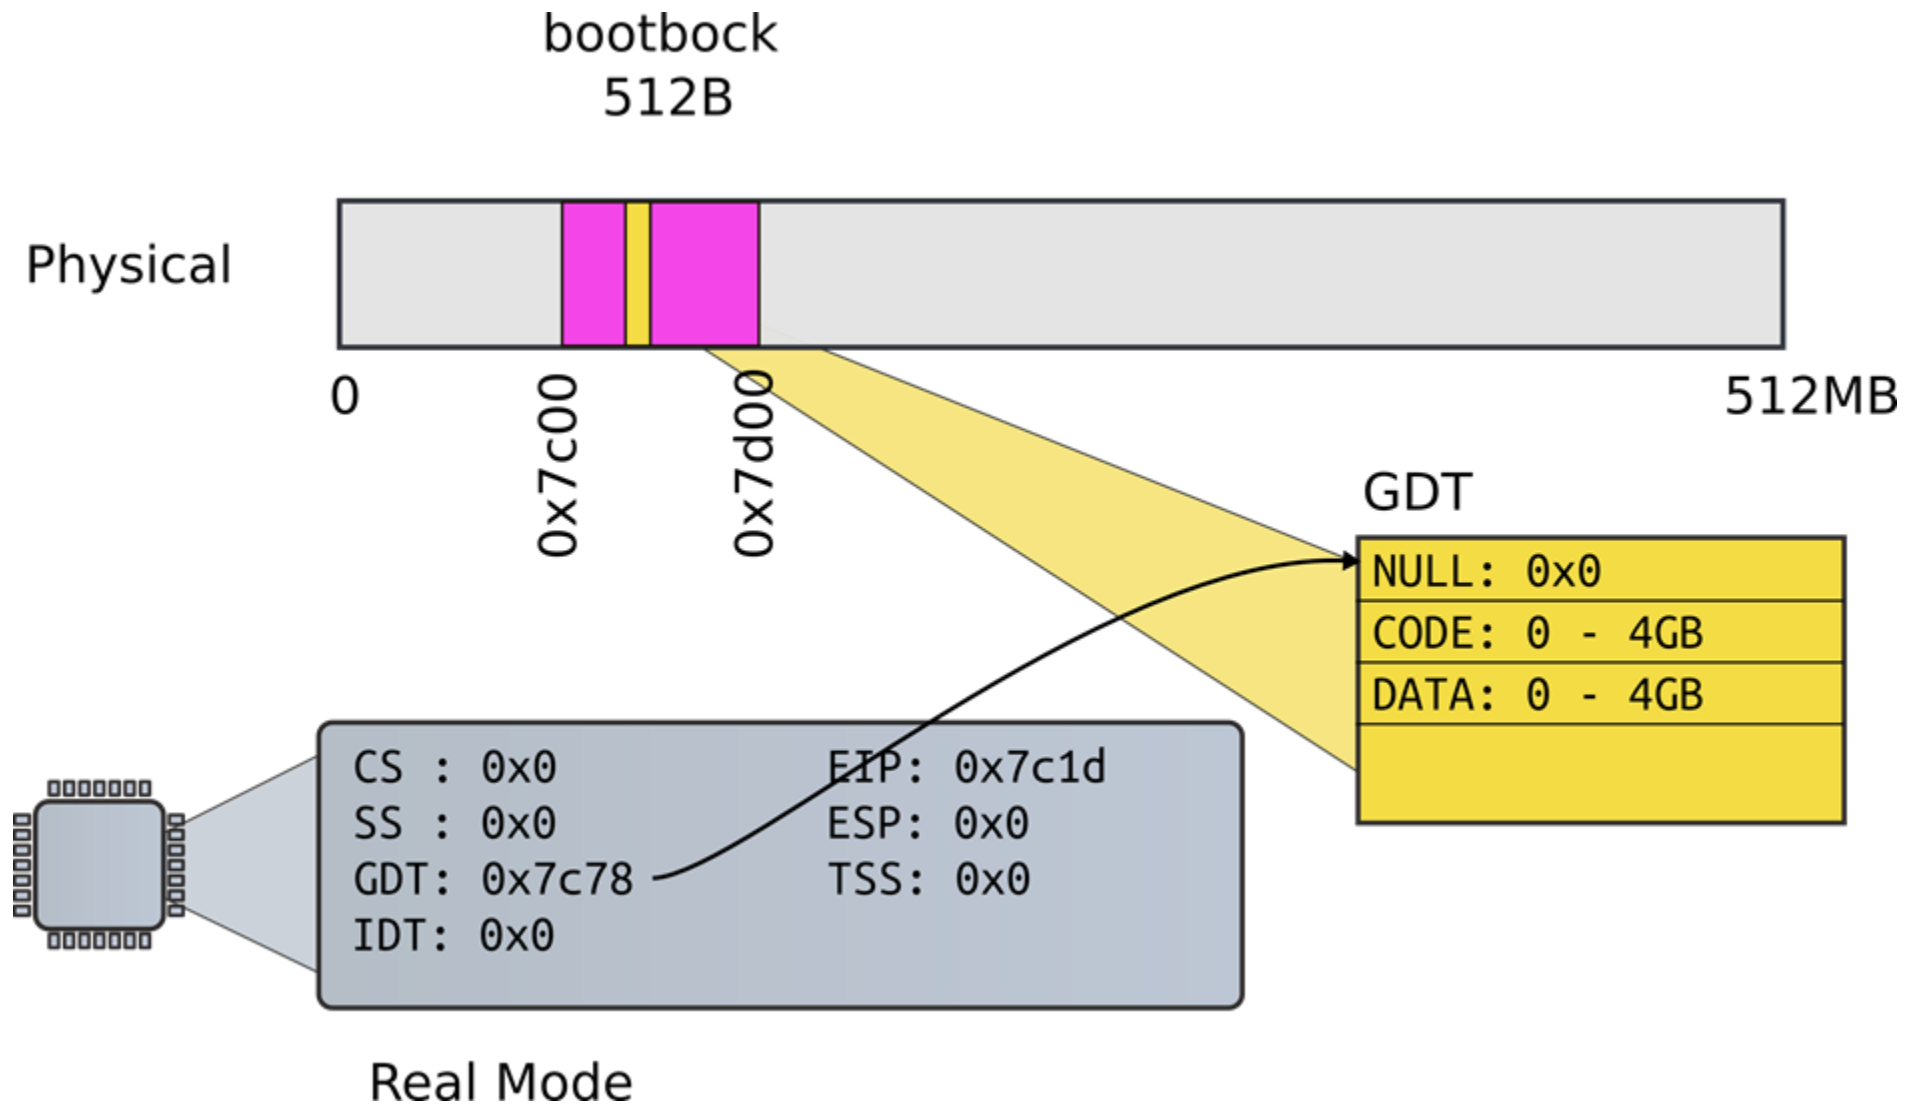 bootbock
512B
Physical
0
0x7c00
0x7d00
512MB
GDT
NULL: 0x0
CODE: 0 - 4GB
DATA: 0 - 4GB
CS : 0x0
EIP: 0x7c1d
SS : 0x0
ESP: 0x0
GDT: 0x7c78
TSS: 0x0
IDT: 0x0
Real Mode